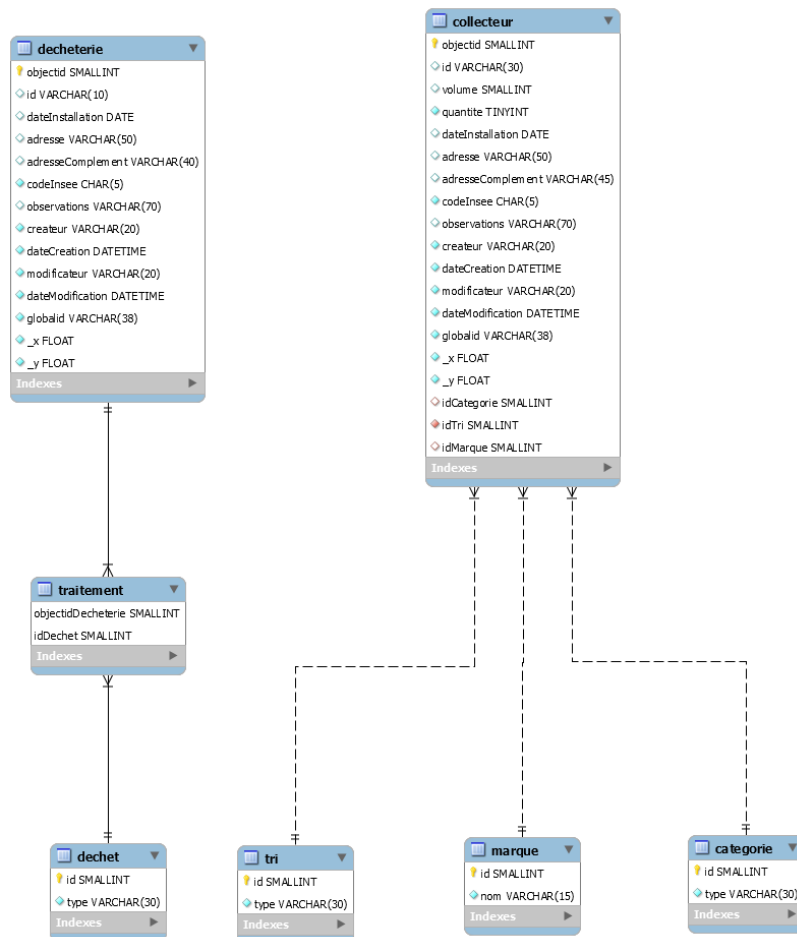 decheterie
objectid SMALLINT
id VARCHAR(10)
dateInstallation DATE
adresse VARCHAR(50)
adresseComplement VARCHAR(40)
codeInsee CHAR(5)
observations VARCHAR(70)
createur VARCHAR(20)
dateCreation DATETIME
modificateur VARCHAR(20)
dateModification DATETIME
globalid VARCHAR(38)
_x FLOAT
_y FLOAT
Indexes
collecteur
objectid SMALLINT
id VARCHAR(30)
volume SMALLINT
quantite TINYINT
dateInstallation DATE
adresse VARCHAR(50)
adresseComplement VARCHAR(45)
codeInsee CHAR(5)
observations VARCHAR(70)
createur VARCHAR(20)
dateCreation DATETIME
modificateur VARCHAR(20)
dateModification DATETIME
globalid VARCHAR(38)
_x FLOAT
_y FLOAT
idCategorie SMALLINT
idTri SMALLINT
idMarque SMALLINT
Indexes
traitement
objectidDecheterie SMALLINT
idDechet SMALLINT
Indexes
dechet
id SMALLINT
type VARCHAR(30)
Indexes
tri
id SMALLINT
type VARCHAR(30)
Indexes
marque
id SMALLINT
nom VARCHAR(15)
Indexes
categorie
id SMALLINT
type VARCHAR(30)
Indexes